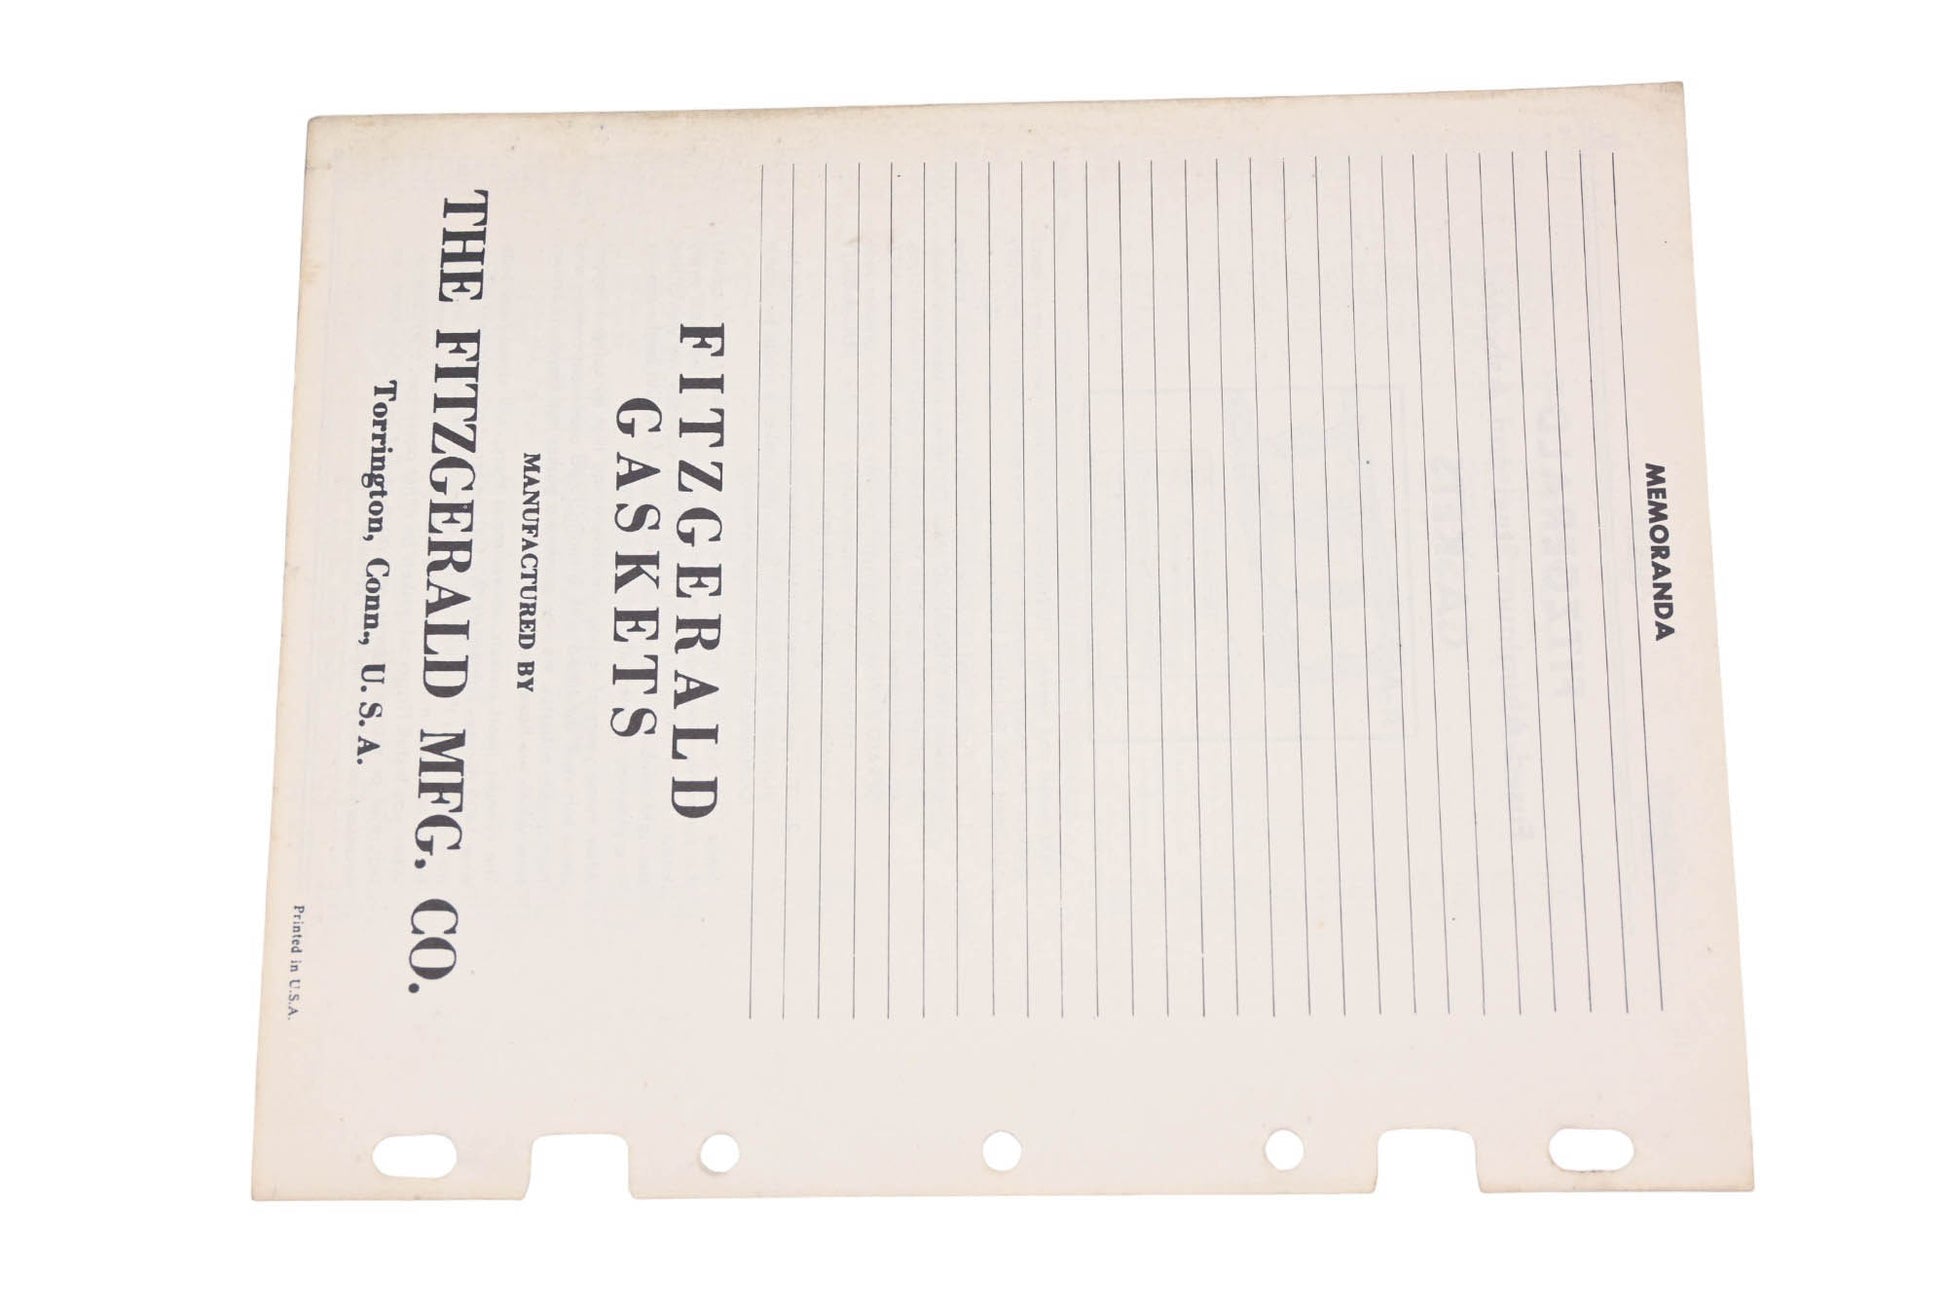 MEMORANDA
FITZGERALD
GASKETS
MANUFACTURED BY
THE FITZGERALD MFG. CO.
Torrington, Conn., U. S. A.
Printed in U.S.A.